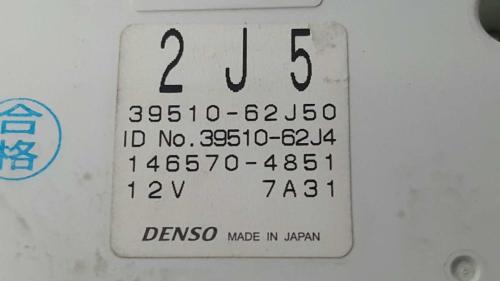 2 J 5
39510-62J50
ID No.39510-62J4
146570-4851
12V 7A31
DENSO MADE IN JAPAN
合格